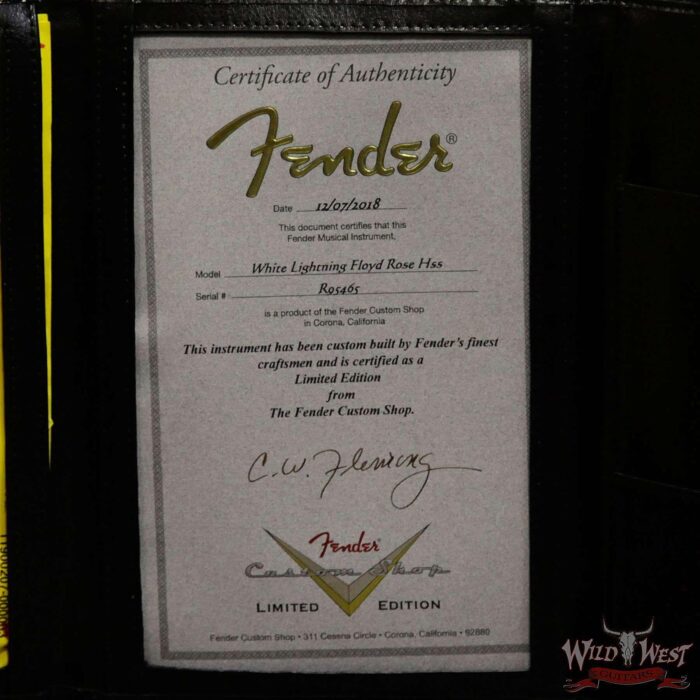 Certificate of Authenticity
Fender®
Date 12/07/2018
This document certifies that this
Fender Musical Instrument,
Model White Lightning Floyd Rose Hss
Serial #: R95465
is a product of the Fender Custom Shop
in Corona, California
This instrument has been custom built by Fender's finest
craftsmen and is certified as a
Limited Edition
from
The Fender Custom Shop.
C.W. Fleming
Fender
Custom Shop
LIMITED EDITION
Fender Custom Shop • 311 Cessna Circle • Corona, California • 92880
WILD WEST
GUITARS